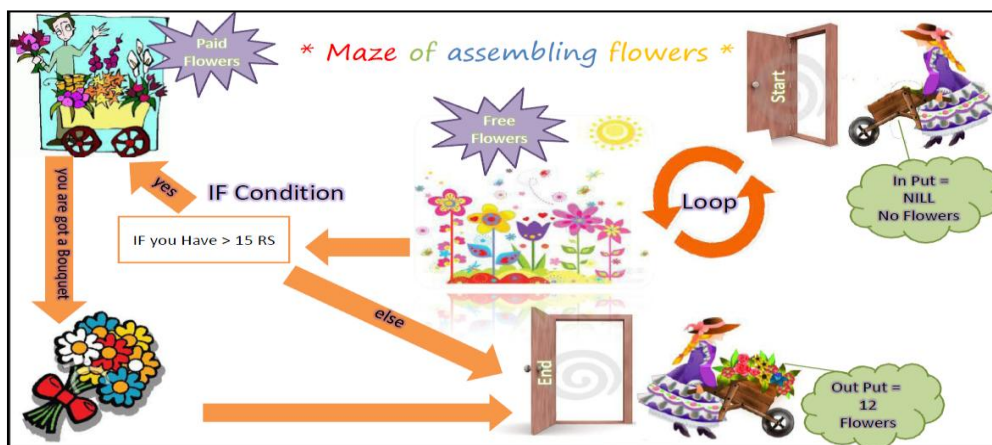 Paid
Flowers
* Maze of assembling flowers *
Start
Free
Flowers
In Put =
NILL
No Flowers
Loop
yes
IF Condition
IF you Have > 15 RS
you are got a Bouquet
else
End
Out Put =
12
Flowers